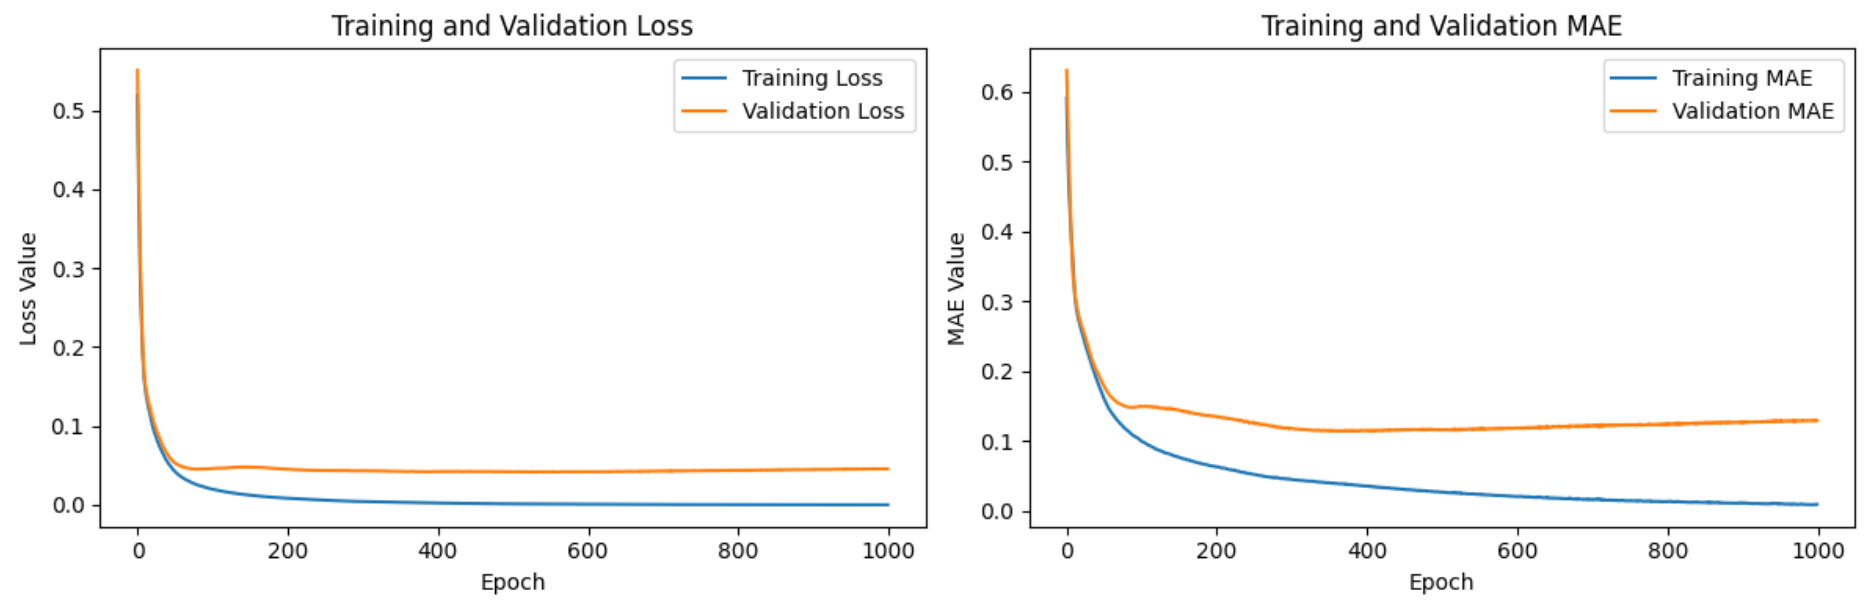 Training and Validation Loss
Training Loss
Validation Loss
Loss Value
0.5
0.4
0.3
0.2
0.1
0.0
0 200 400 600 800 1000
Epoch
Training and Validation MAE
Training MAE
Validation MAE
MAE Value
0.6
0.5
0.4
0.3
0.2
0.1
0.0
0 200 400 600 800 1000
Epoch